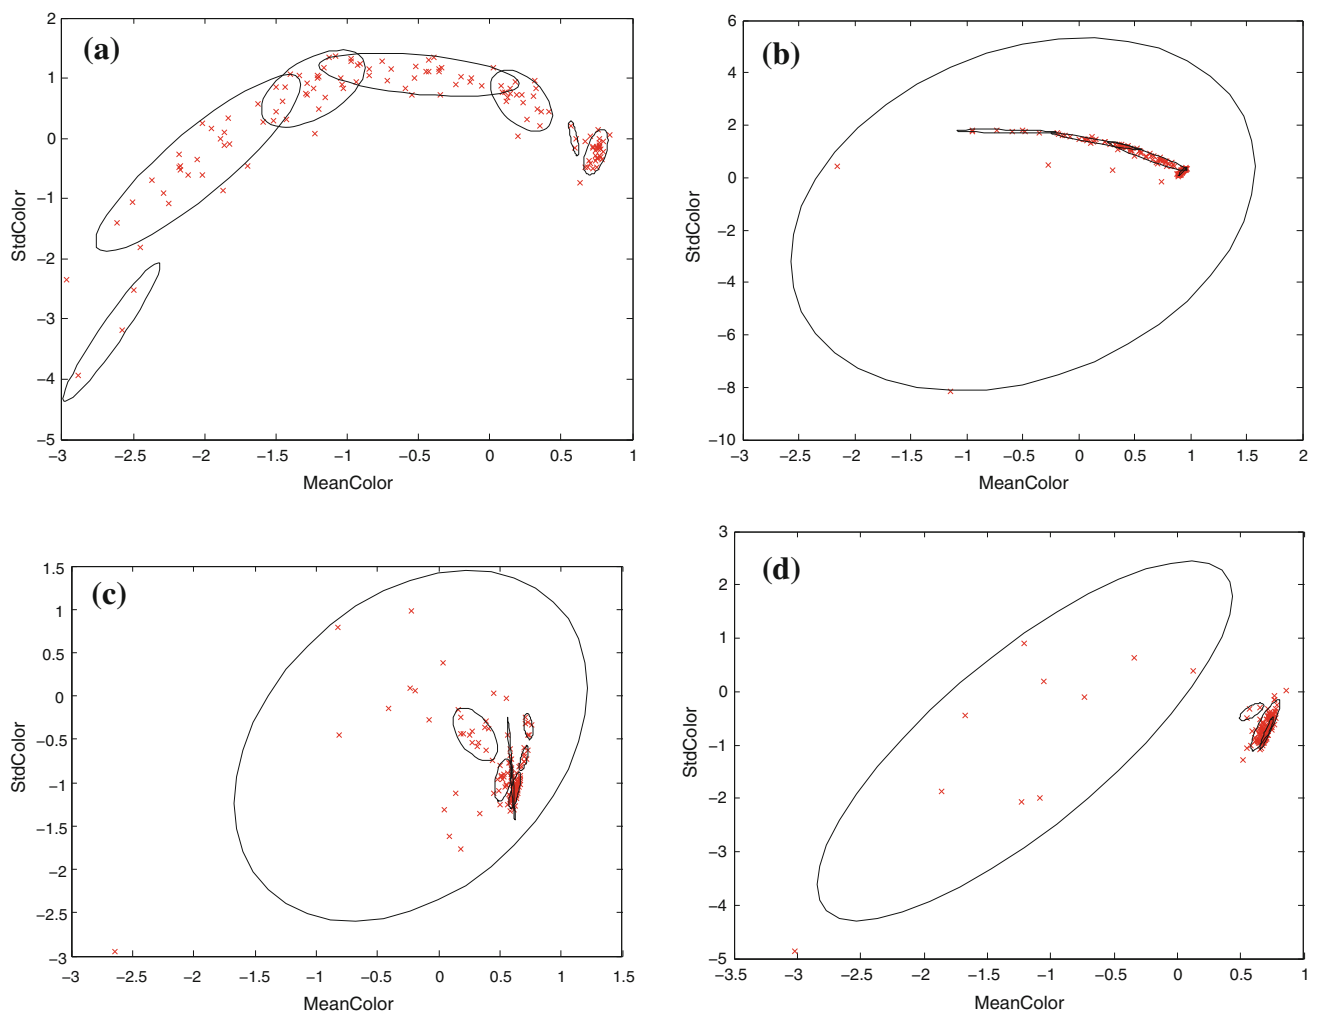 (a)
2
1
0
−1
−2
−3
−4
−5
StdColor
−3 −2.5 −2 −1.5 −1 −0.5 0 0.5 1
MeanColor
(b)
6
4
2
0
−2
−4
−6
−8
−10
StdColor
−3 −2.5 −2 −1.5 −1 −0.5 0 0.5 1 1.5 2
MeanColor
(c)
1.5
1
0.5
0
−0.5
−1
−1.5
−2
−2.5
−3
StdColor
−3 −2.5 −2 −1.5 −1 −0.5 0 0.5 1 1.5
MeanColor
(d)
3
2
1
0
−1
−2
−3
−4
−5
StdColor
−3.5 −3 −2.5 −2 −1.5 −1 −0.5 0 0.5 1
MeanColor